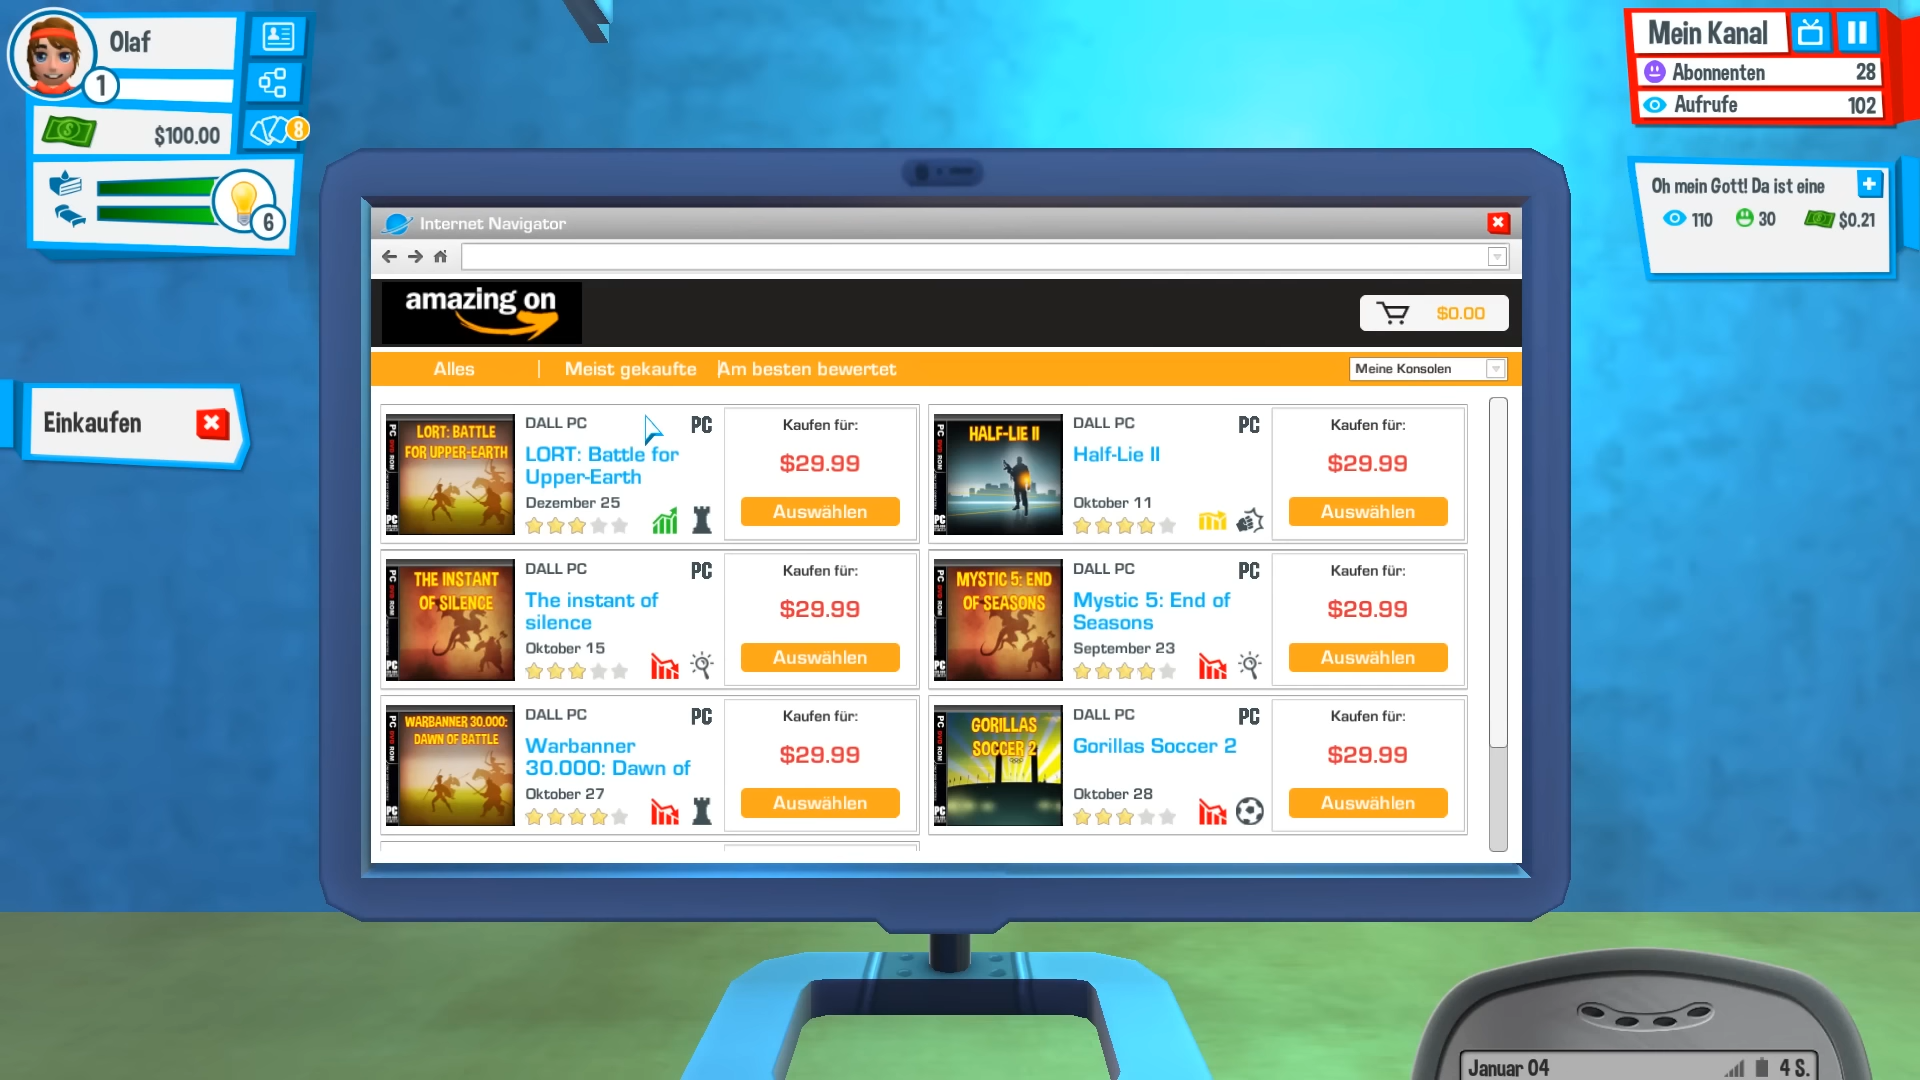 Olaf
1
$100.00
8
6
Mein Kanal
Abonnenten 28
Aufrufe 102
Oh mein Gott! Da ist eine
110 30 $0.21
Einkaufen
Internet Navigator
amazing on
$0.00
Alles | Meist gekaufte Am besten bewertet
Meine Konsolen
LORT: BATTLE
FOR UPPER-EARTH
DALL PC PC
LORT: Battle for
Upper-Earth
Dezember 25
Kaufen für:
$29.99
Auswählen
HALF-LIE II
DALL PC PC
Half-Lie II
Oktober 11
Kaufen für:
$29.99
Auswählen
THE INSTANT
OF SILENCE
DALL PC PC
The instant of
silence
Oktober 15
Kaufen für:
$29.99
Auswählen
MYSTIC 5: END
OF SEASONS
DALL PC PC
Mystic 5: End of
Seasons
September 23
Kaufen für:
$29.99
Auswählen
WARBANNER 30.000:
DAWN OF BATTLE
DALL PC PC
Warbanner
30.000: Dawn of
Oktober 27
Kaufen für:
$29.99
Auswählen
GORILLAS
SOCCER 2
DALL PC PC
Gorillas Soccer 2
Oktober 28
Kaufen für:
$29.99
Auswählen
Januar 04 4 S.